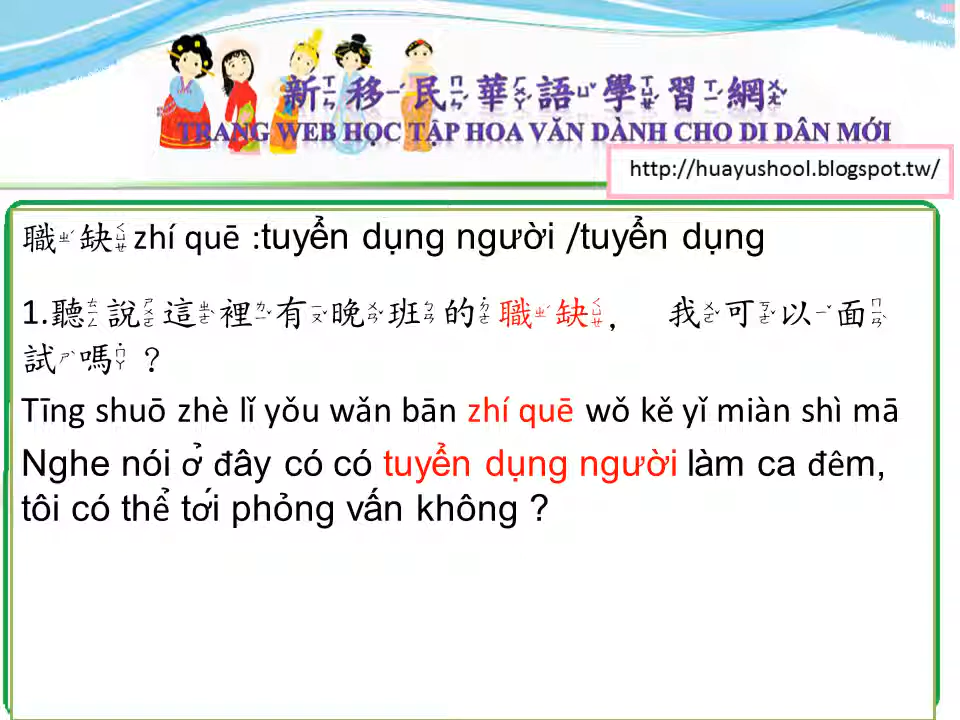 新移民華語學習網
TRANG WEB HỌC TẬP HOA VĂN DÀNH CHO DI DÂN MỚI
http://huayushool.blogspot.tw/
職缺zhí quē :tuyển dụng người /tuyển dụng
1.聽說這裡有晚班的職缺， 我可以面
試嗎？
Tīng shuō zhè lǐ yǒu wǎn bān zhí quē wǒ kě yǐ miàn shì mā
Nghe nói ở đây có có tuyển dụng người làm ca đêm,
tôi có thể tới phỏng vấn không ?